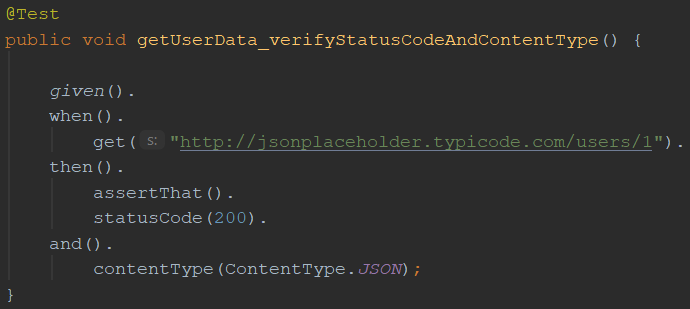 @Test
public void getUserData_verifyStatusCodeAndContentType() {
given().
when().
get( s: "http://jsonplaceholder.typicode.com/users/1").
then().
assertThat().
statusCode(200).
and().
contentType(ContentType.JSON);
}